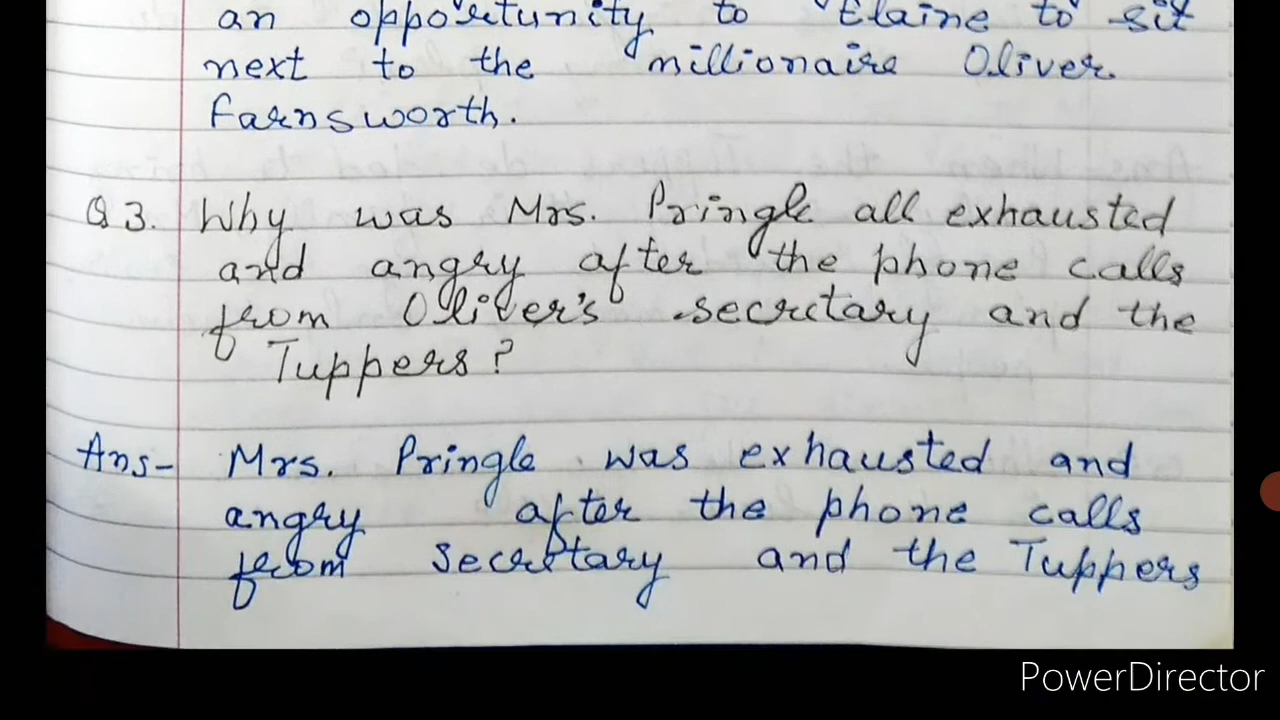 an opportunity to Elaine to sit
next to the millionaire Oliver.
Farnsworth.
Q 3. Why was Mrs. Pringle all exhausted
and angry after the phone calls
from Oliver's secretary and the
Tuppers?
Ans- Mrs. Pringle was exhausted and
angry after the phone calls
from secretary and the Tuppers
PowerDirector